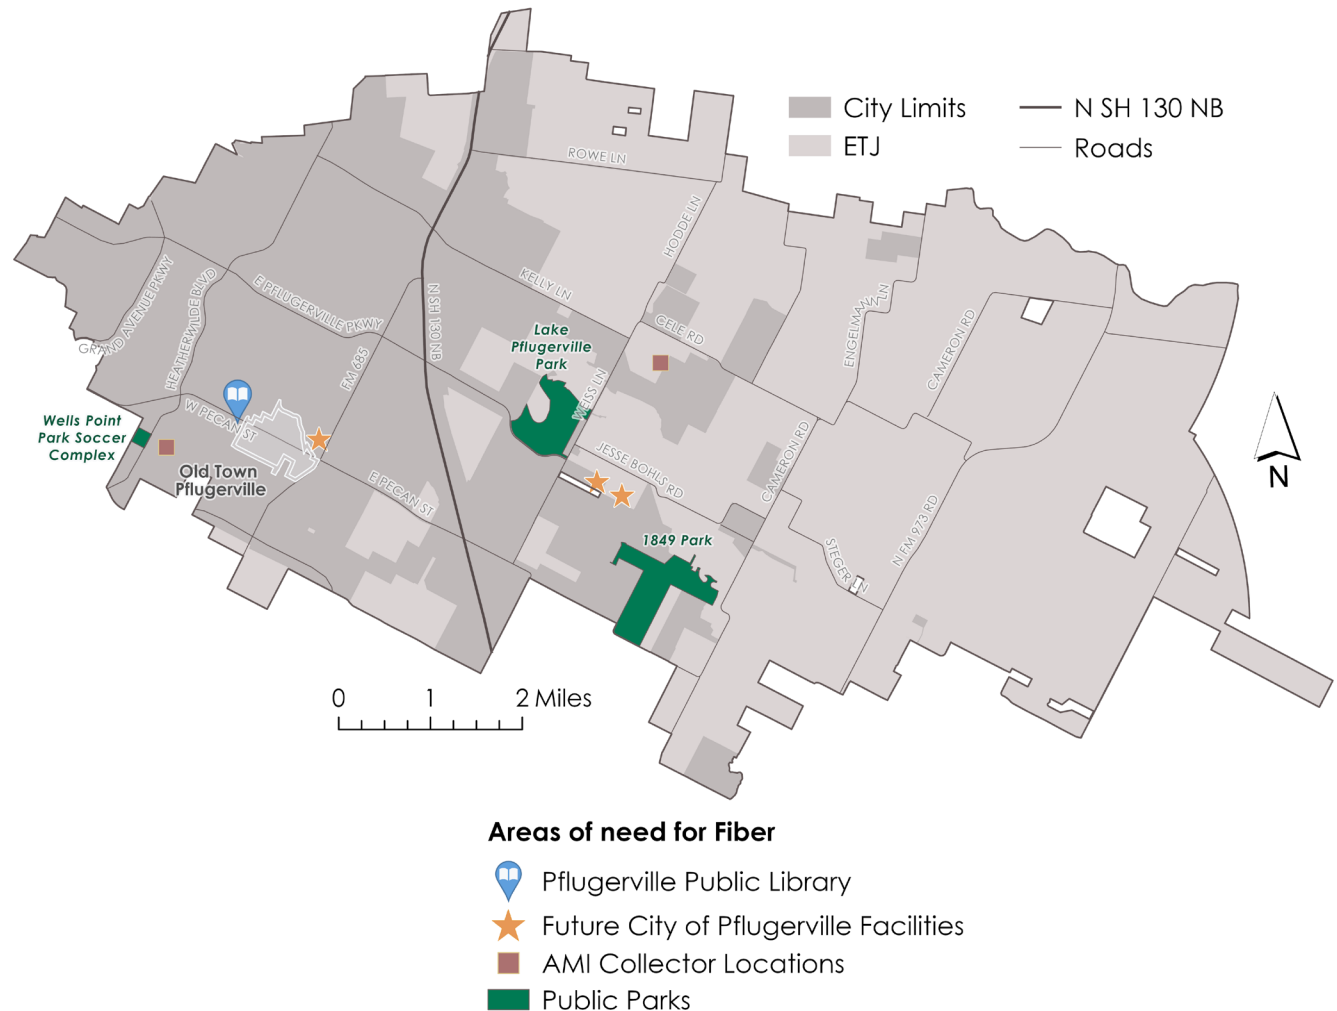 City Limits
N SH 130 NB
ETJ
Roads
ROWE LN
HODDE LN
KELLY LN
CELE RD
E PFLUGERVILLE PKWY
N SH 130 NB
GRAND AVENUE PKWY
HEATHERWILDE BLVD
FM 685
Lake
Pflugerville
Park
WEISS LN
ENGELMANN LN
CAMERON RD
Wells Point
Park Soccer
Complex
W PECAN ST
Old Town
Pflugerville
E PECAN ST
JESSE BOHLS RD
CAMERON RD
1849 Park
STEGER LN
N FM 973 RD
N
0 1 2 Miles
Areas of need for Fiber
Pflugerville Public Library
Future City of Pflugerville Facilities
AMI Collector Locations
Public Parks